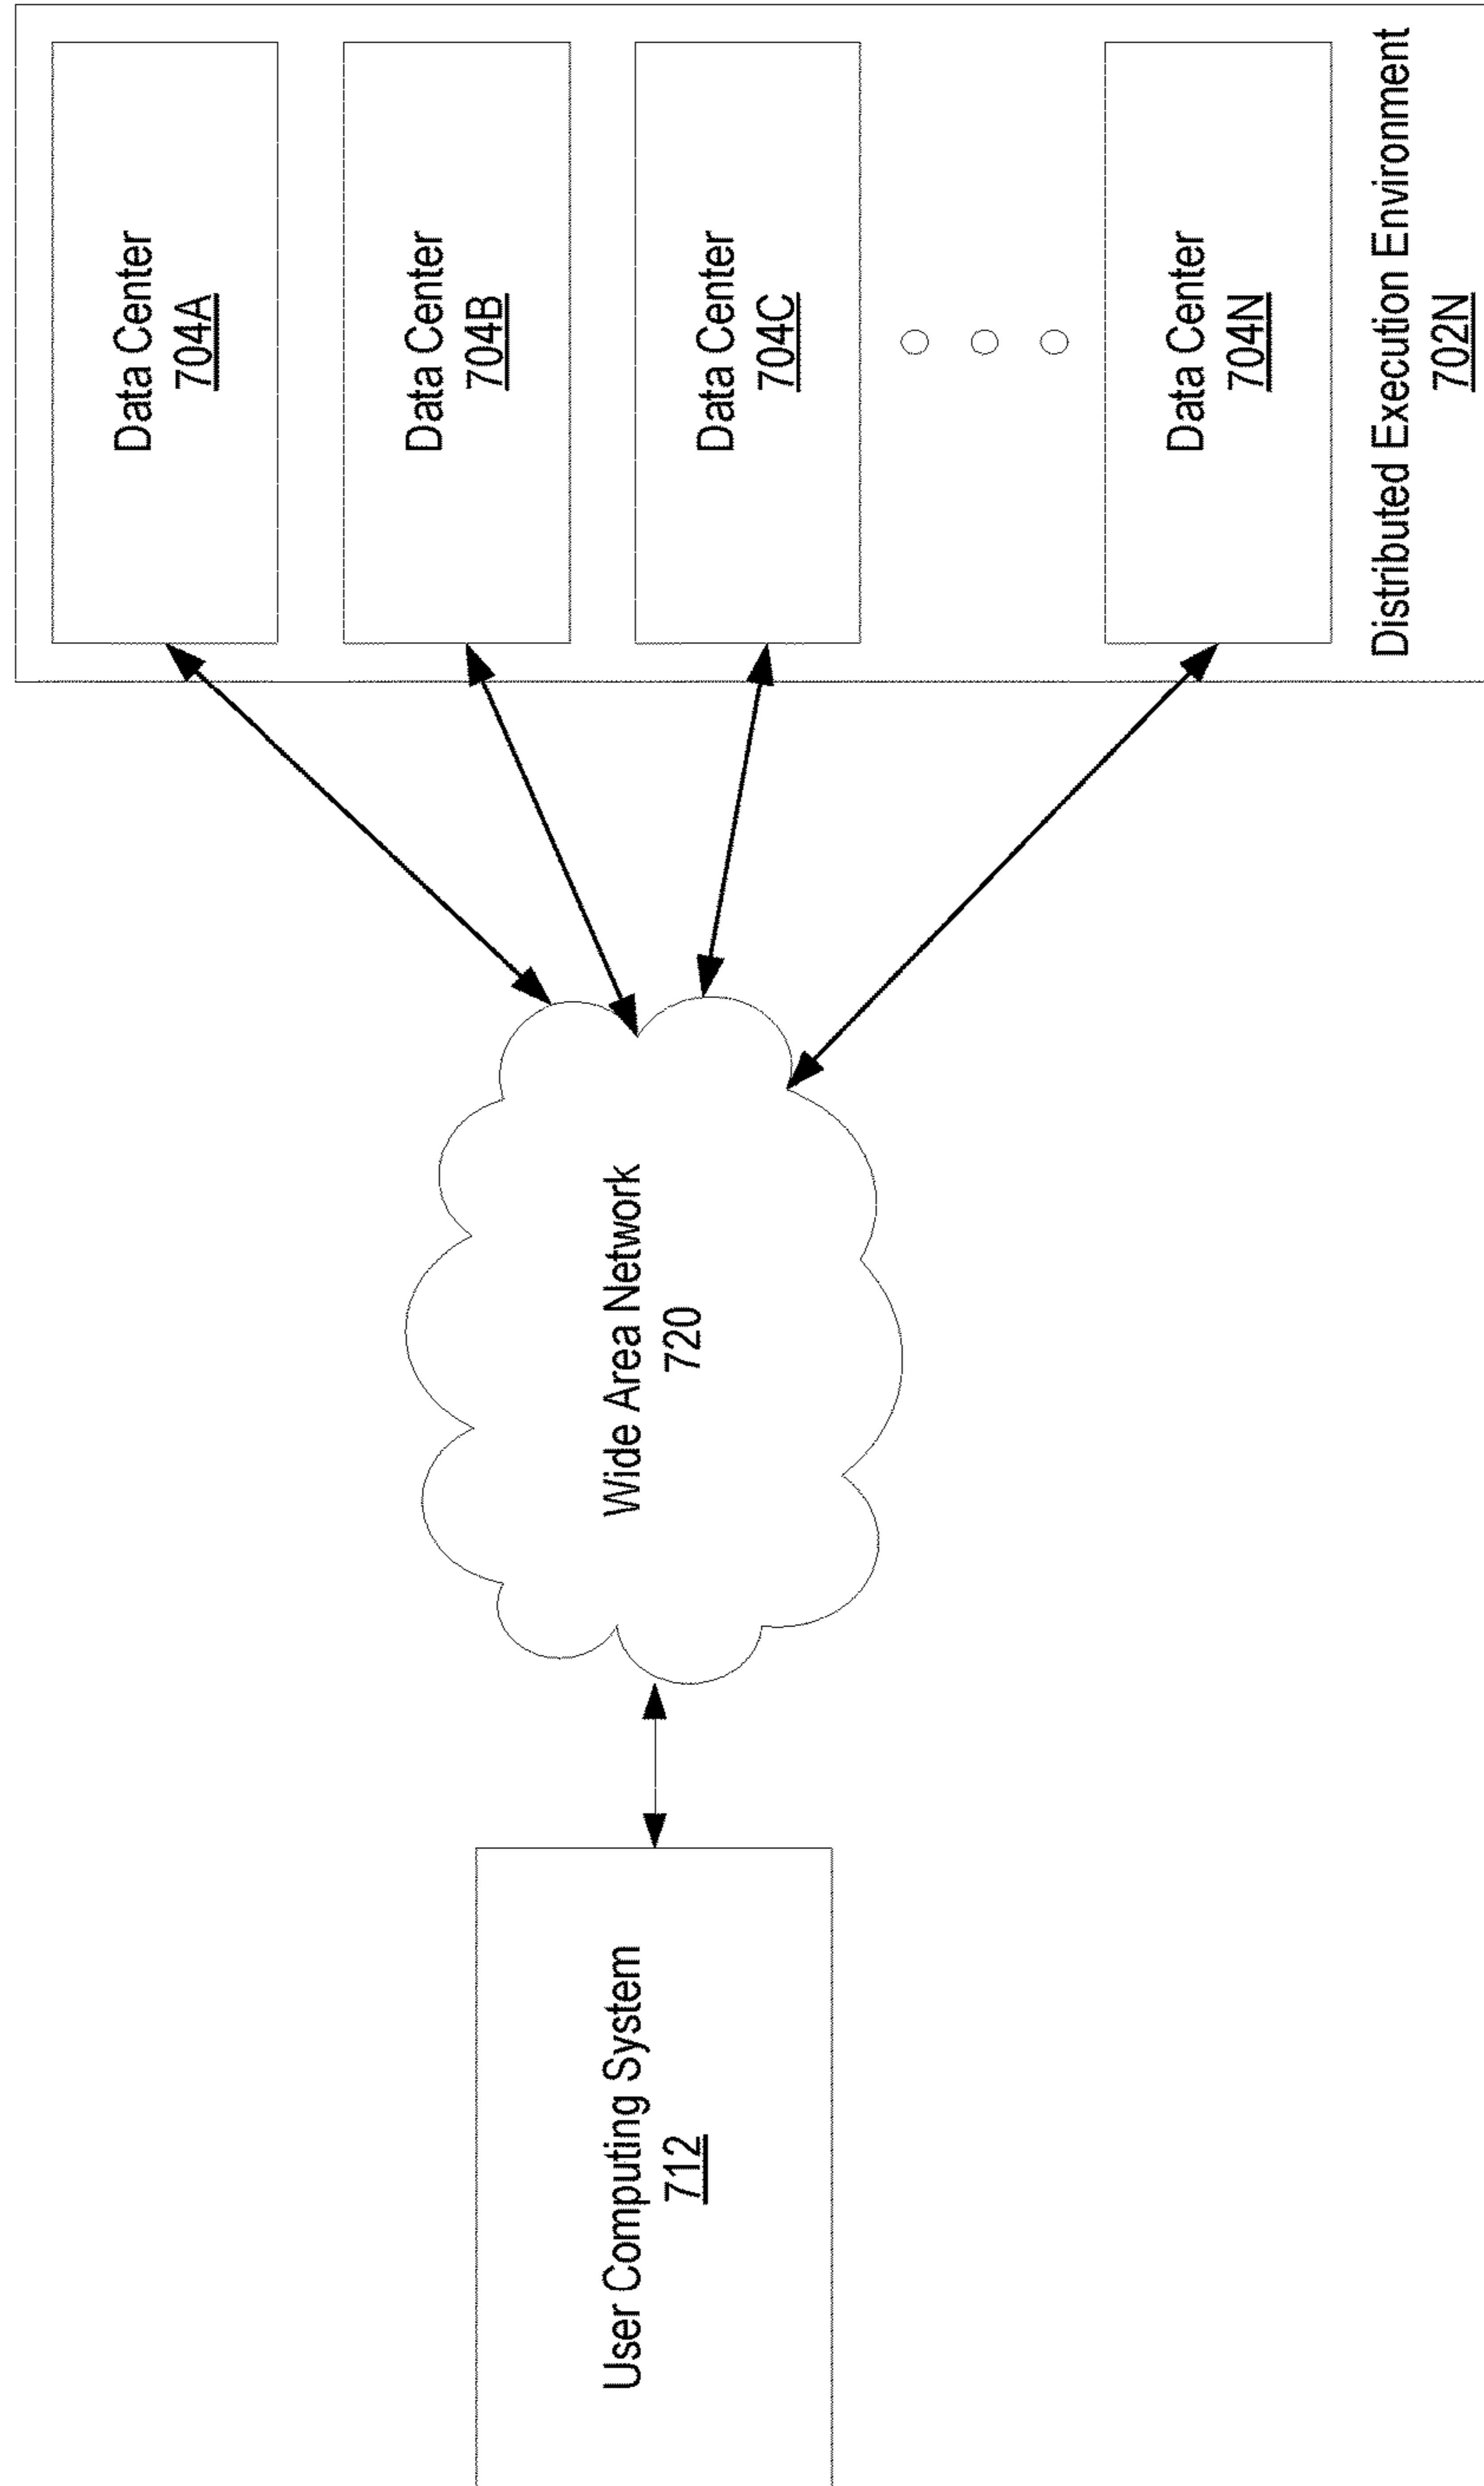 Data Center
704A
Data Center
704B
Data Center
704C
Data Center
704N
Distributed Execution Environment
702N
Wide Area Network
720
User Computing System
712